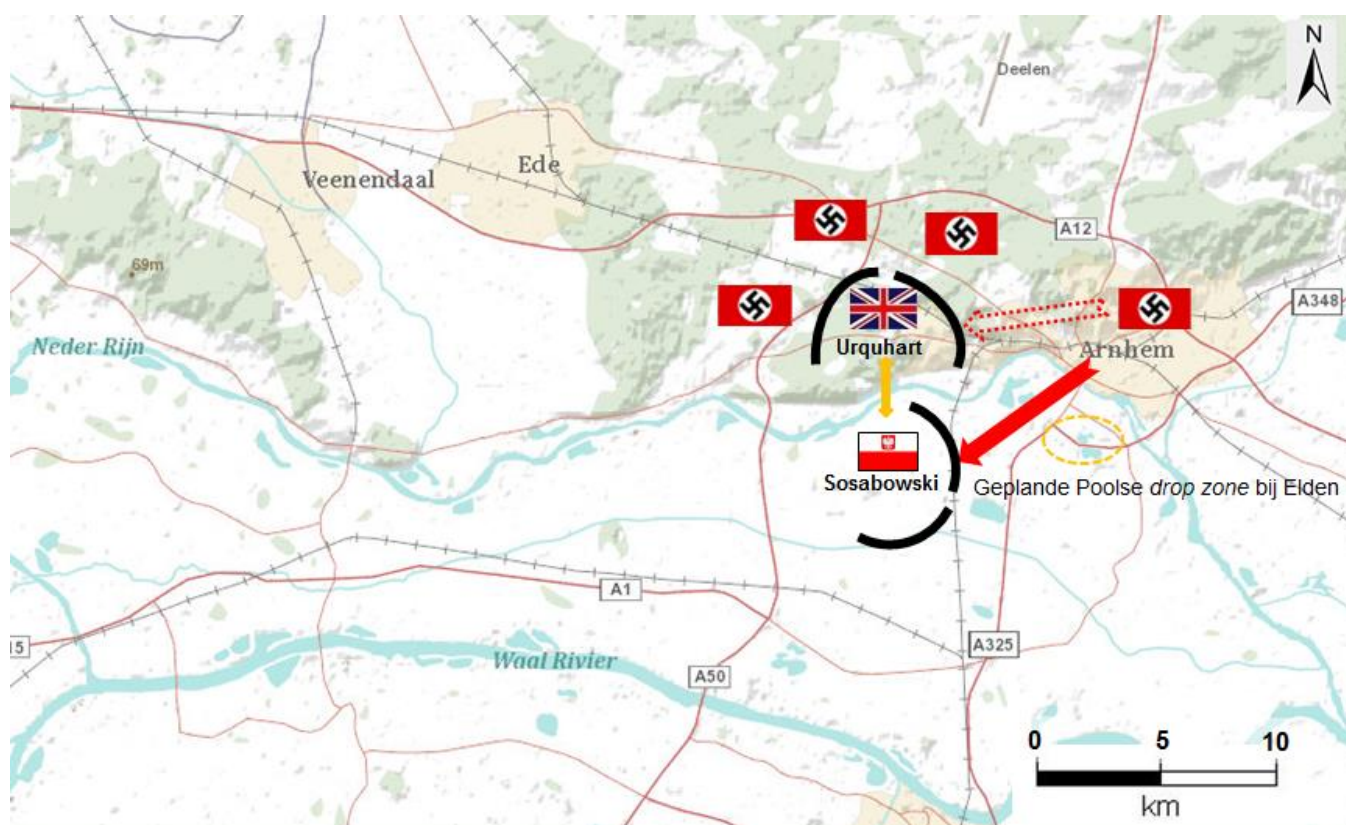 N
Deelen
Ede
Veenendaal
A12
69m
A348
Neder Rijn
Urquhart
Arnhem
Sosabowski
Geplande Poolse drop zone bij Elden
A1
15
A325
Waal Rivier
A50
0 5 10
km